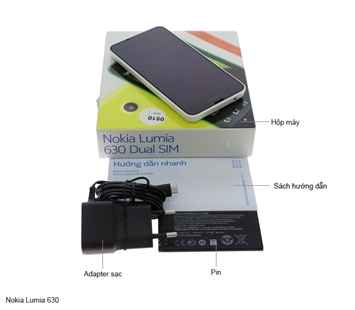 0510
Hộp máy
Nokia Lumia
630 Dual SIM
Hướng dẫn nhanh
Sách hướng dẫn
Pin
Adapter sạc
Nokia Lumia 630